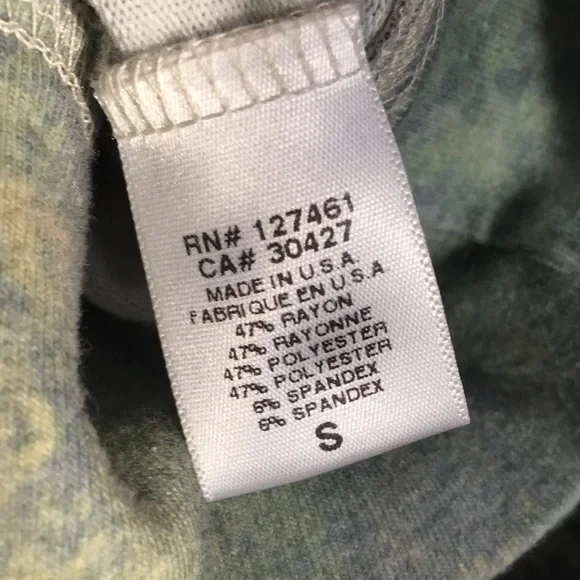 RN# 127461
CA# 30427
MADE IN U.S.A.
FABRIQUE EN U.S.A
47% RAYON
47% RAYONNE
47% POLYESTER
47% POLYESTER
6% SPANDEX
6% SPANDEX
S